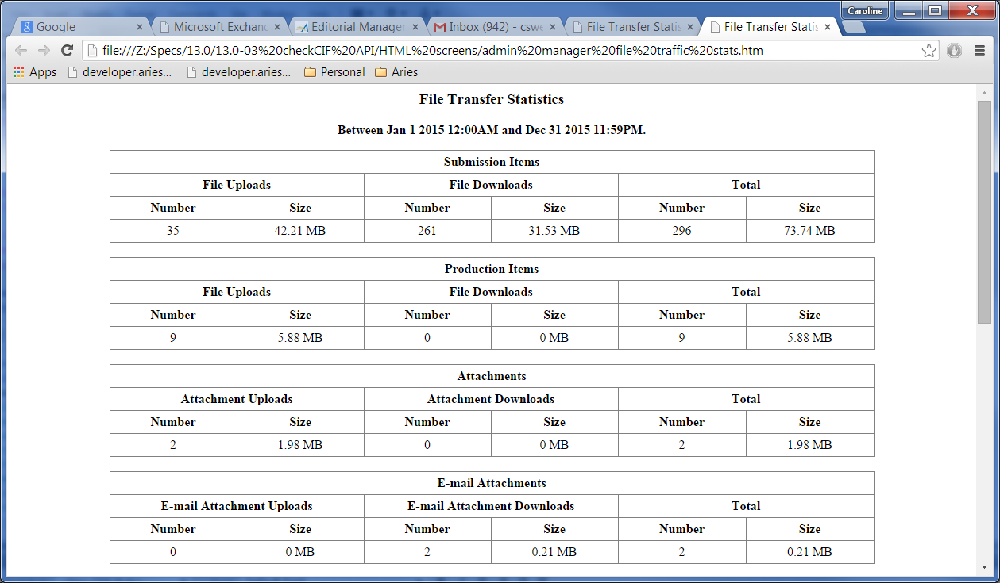 Caroline
Google
Microsoft Exchang
Editorial Manager
Inbox (942) - cswe
File Transfer Statis
File Transfer Statis
file:///Z:/Specs/13.0/13.0-03%20checkCIF%20API/HTML%20screens/admin%20manager%20file%20traffic%20stats.htm
Apps developer.aries... developer.aries... Personal Aries
File Transfer Statistics
Between Jan 1 2015 12:00AM and Dec 31 2015 11:59PM.
Submission Items
File Uploads File Downloads Total
Number Size Number Size Number Size
35 42.21 MB 261 31.53 MB 296 73.74 MB
Production Items
File Uploads File Downloads Total
Number Size Number Size Number Size
9 5.88 MB 0 0 MB 9 5.88 MB
Attachments
Attachment Uploads Attachment Downloads Total
Number Size Number Size Number Size
2 1.98 MB 0 0 MB 2 1.98 MB
E-mail Attachments
E-mail Attachment Uploads E-mail Attachment Downloads Total
Number Size Number Size Number Size
0 0 MB 2 0.21 MB 2 0.21 MB